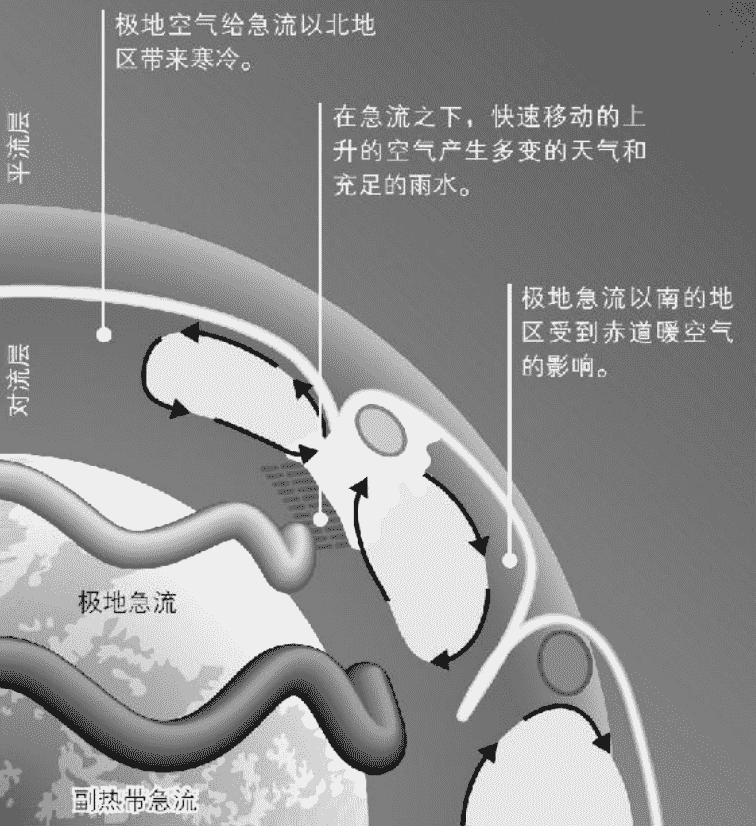 极地空气给急流以北地
区带来寒冷。
在急流之下，快速移动的上
升的空气产生多变的天气和
充足的雨水。
平流层
极地急流以南的地
区受到赤道暖空气
的影响。
对流层
极地急流
副热带急流